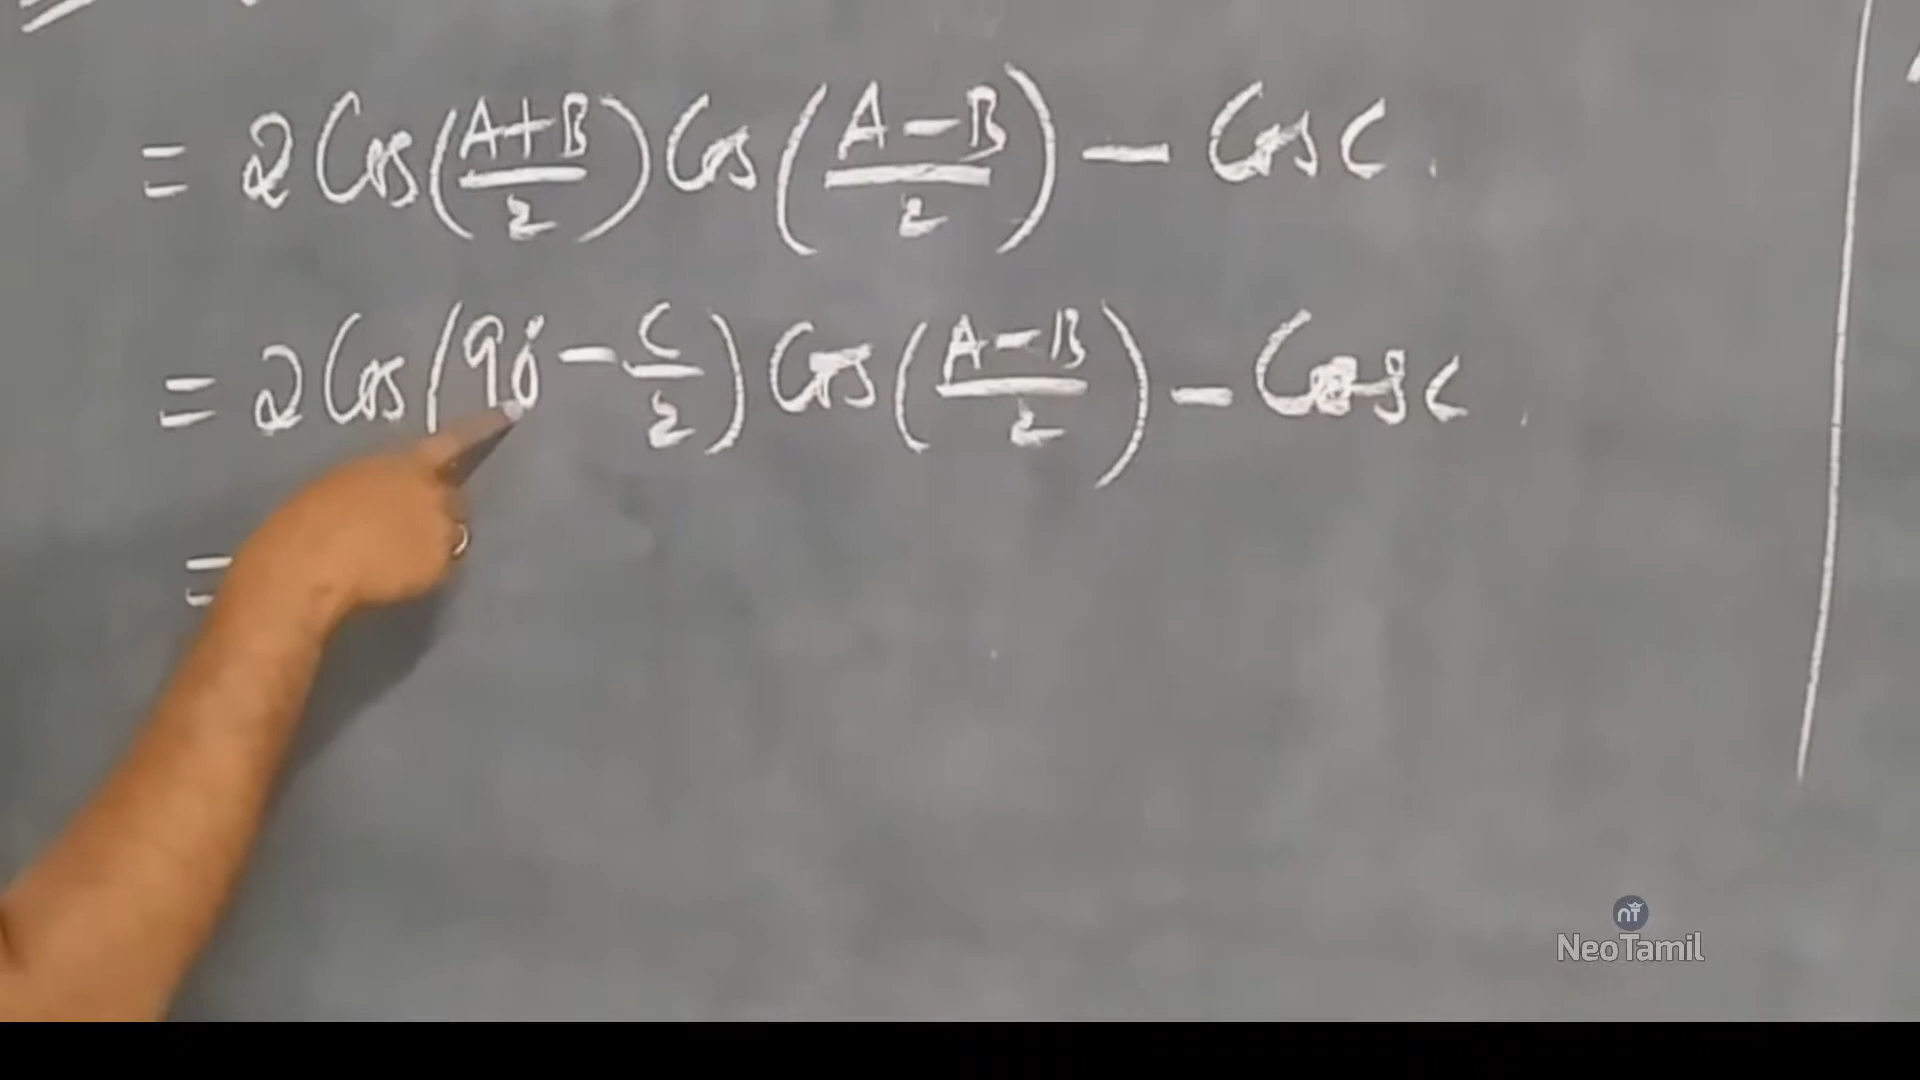 = 2 Cos(A+B/2) Cos(A-B/2) - Cos C.
= 2 Cos(90° - C/2) Cos(A-B/2) - Cos C.
=
NeoTamil